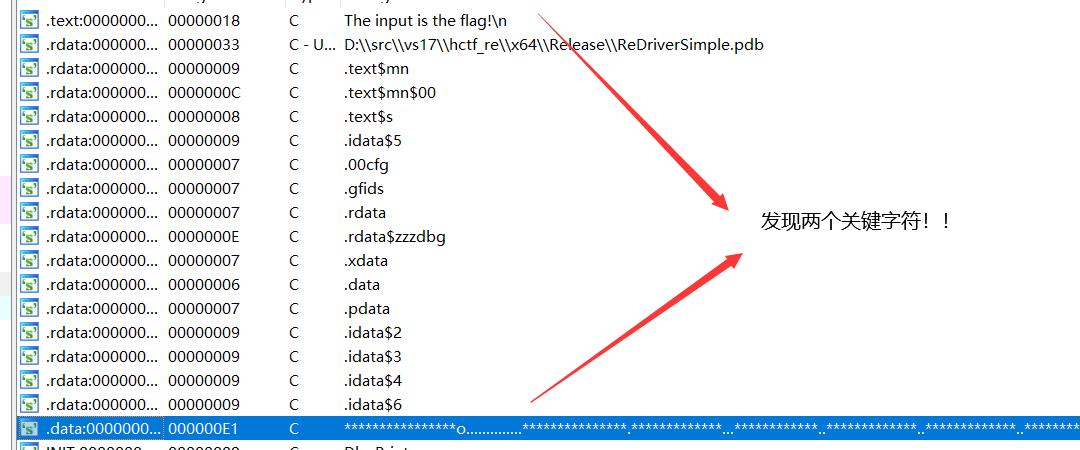 .text:0000000... 00000018 C The input is the flag!\n
.rdata:000000... 00000033 C - U... D:\\src\\vs17\\hctf_re\\x64\\Release\\ReDriverSimple.pdb
.rdata:000000... 00000009 C .text$mn
.rdata:000000... 0000000C C .text$mn$00
.rdata:000000... 00000008 C .text$s
.rdata:000000... 00000009 C .idata$5
.rdata:000000... 00000007 C .00cfg
.rdata:000000... 00000007 C .gfids
.rdata:000000... 00000007 C .rdata
发现两个关键字符！！
.rdata:000000... 0000000E C .rdata$zzzdbg
.rdata:000000... 00000007 C .xdata
.rdata:000000... 00000006 C .data
.rdata:000000... 00000007 C .pdata
.rdata:000000... 00000009 C .idata$2
.rdata:000000... 00000009 C .idata$3
.rdata:000000... 00000009 C .idata$4
.rdata:000000... 00000009 C .idata$6
.data:0000000... 000000E1 C ****************o.............***************.*************...************..*************..*************..********